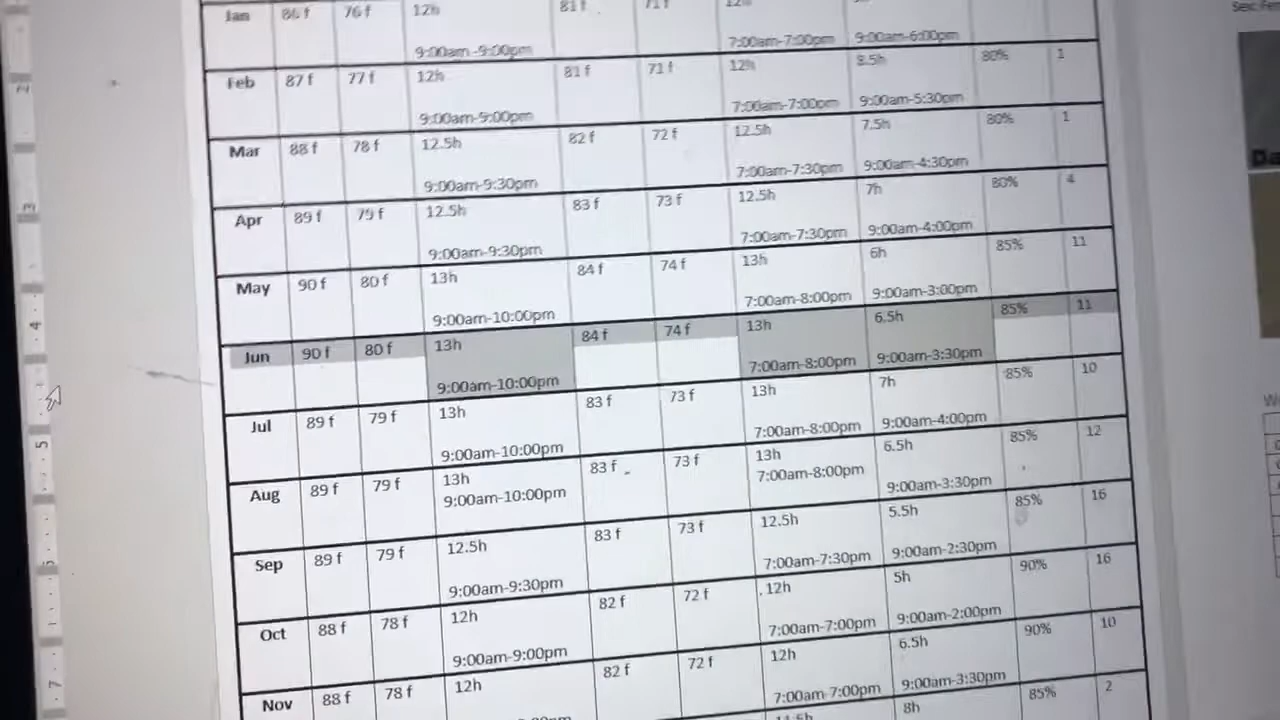 Jan 86 f 76 f 12h 81 f 71 f 12h
9:00am -9:00pm 7:00am-7:00pm 9:00am-6:00pm
Feb 87 f 77 f 12h 81 f 71 f 12h 8.5h 80% 1
9:00am-9:00pm 7:00am-7:00pm 9:00am-5:30pm
Mar 88 f 78 f 12.5h 82 f 72 f 12.5h 7.5h 80% 1
9:00am-9:30pm 7:00am-7:30pm 9:00am-4:30pm
Apr 89 f 79 f 12.5h 83 f 73 f 12.5h 7h 80% 4
9:00am-9:30pm 7:00am-7:30pm 9:00am-4:00pm
May 90 f 80 f 13h 84 f 74 f 13h 6h 85% 11
9:00am-10:00pm 7:00am-8:00pm 9:00am-3:00pm
Jun 90 f 80 f 13h 84 f 74 f 13h 6.5h 85% 11
9:00am-10:00pm 7:00am-8:00pm 9:00am-3:30pm
Jul 89 f 79 f 13h 83 f 73 f 13h 7h 85% 10
9:00am-10:00pm 7:00am-8:00pm 9:00am-4:00pm
Aug 89 f 79 f 13h 83 f 73 f 13h 6.5h 85% 12
9:00am-10:00pm 7:00am-8:00pm 9:00am-3:30pm
Sep 89 f 79 f 12.5h 83 f 73 f 12.5h 5.5h 85% 16
9:00am-9:30pm 7:00am-7:30pm 9:00am-2:30pm
Oct 88 f 78 f 12h 82 f 72 f 12h 5h 90% 16
9:00am-9:00pm 7:00am-7:00pm 9:00am-2:00pm
Nov 88 f 78 f 12h 82 f 72 f 12h 6.5h 90% 10
7:00am-7:00pm 9:00am-3:30pm
11.5h 8h 85% 2
2
3
4
5
7